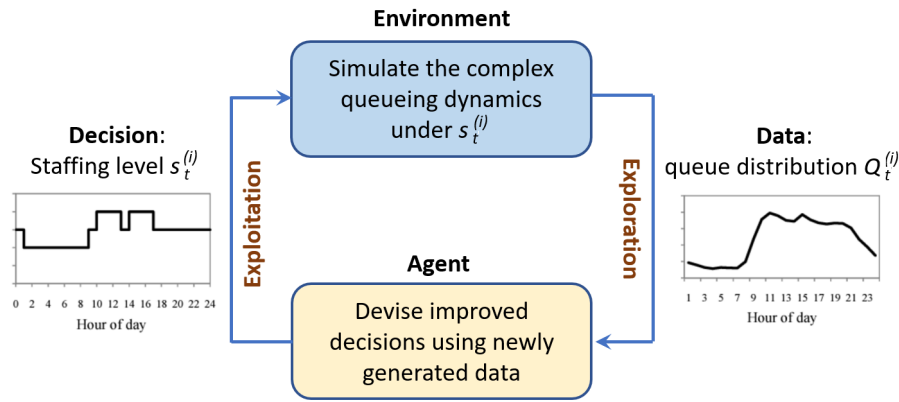 Environment
Simulate the complex
queueing dynamics
under s_t^(i)
Decision:
Staffing level s_t^(i)
0 2 4 6 8 10 12 14 16 18 20 22 24
Hour of day
Exploitation
Exploration
Data:
queue distribution Q_t^(i)
1 3 5 7 9 11 13 15 17 19 21 23
Hour of day
Agent
Devise improved
decisions using newly
generated data